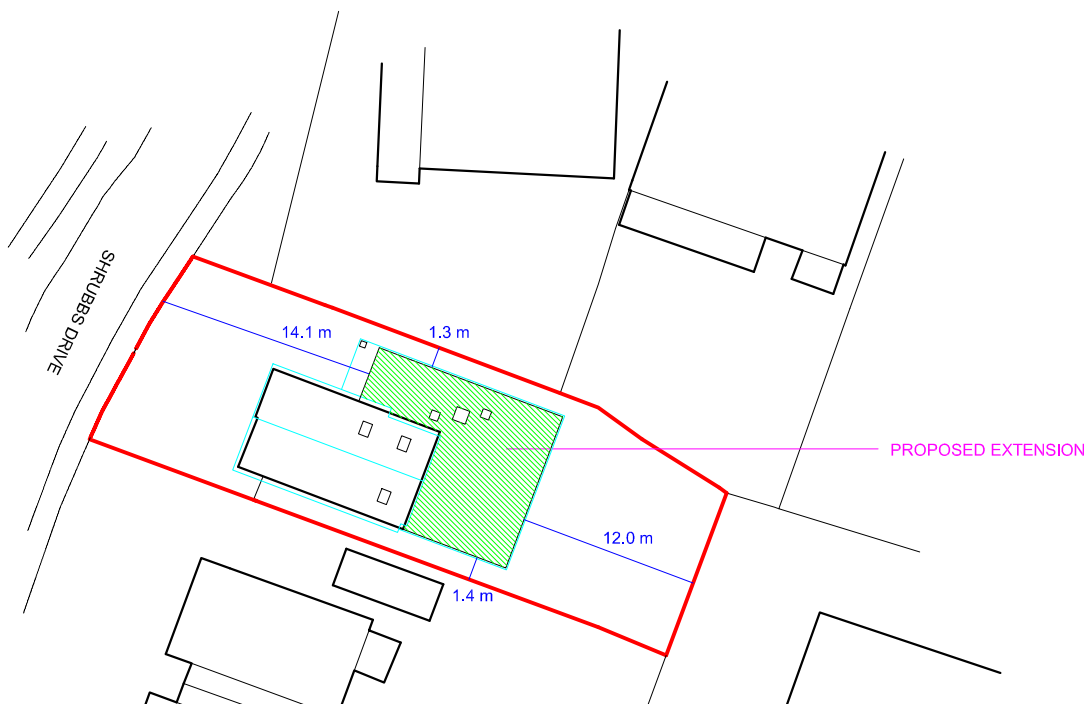 SHRUBBS DRIVE
14.1 m
1.3 m
PROPOSED EXTENSION
12.0 m
1.4 m